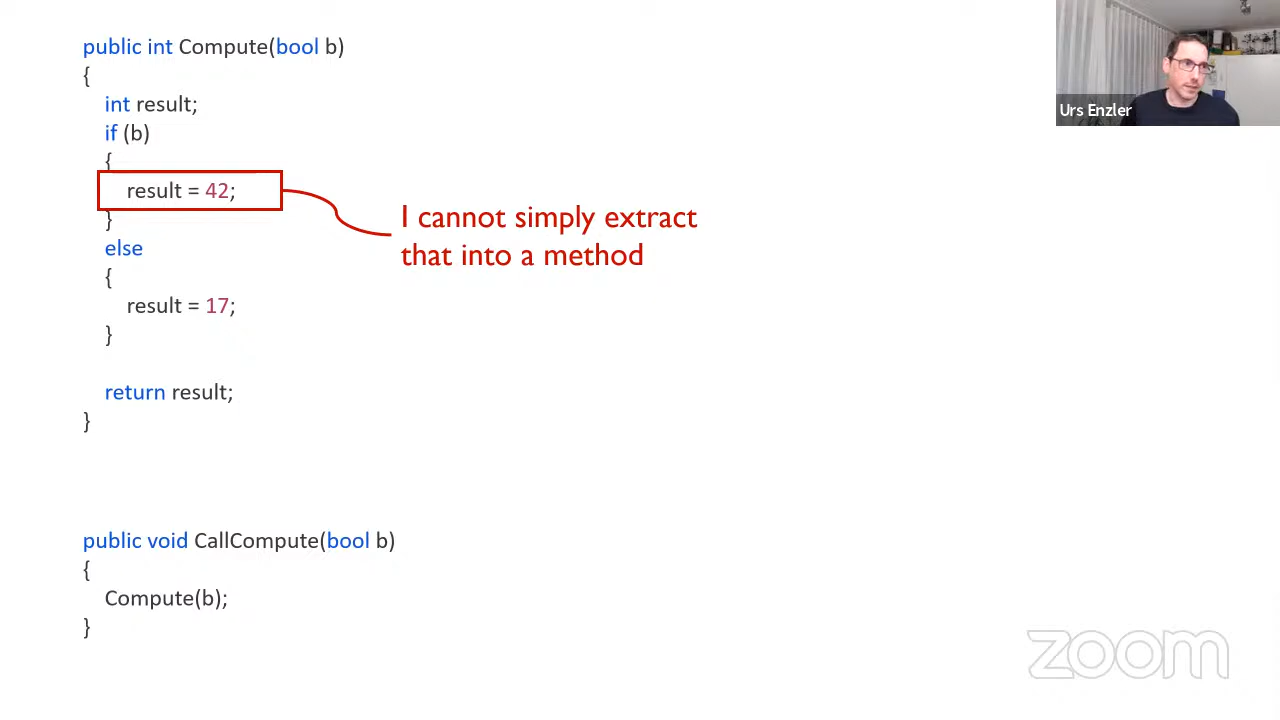 public int Compute(bool b)
{
int result;
if (b)
{
result = 42;
}
else
{
result = 17;
}
return result;
}
I cannot simply extract
that into a method
public void CallCompute(bool b)
{
Compute(b);
}
Urs Enzler
zoom